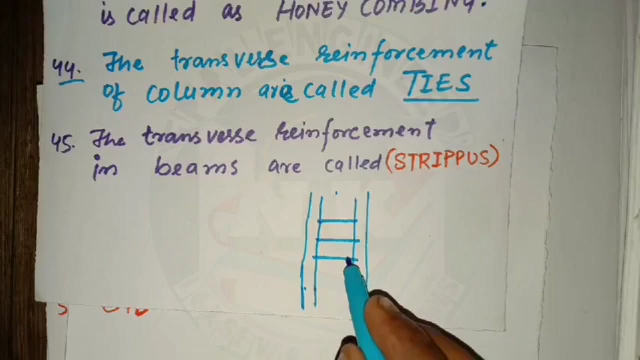 is called as HONEY COMBING.
44. The transverse reinforcement
of column are called TIES
45. The transverse reinforcement
in beams are called (STRIPPUS)